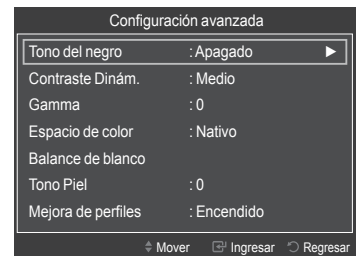 Configuración avanzada
Tono del negro : Apagado ►
Contraste Dinám. : Medio
Gamma : 0
Espacio de color : Nativo
Balance de blanco
Tono Piel : 0
Mejora de perfiles : Encendido
Mover Ingresar Regresar